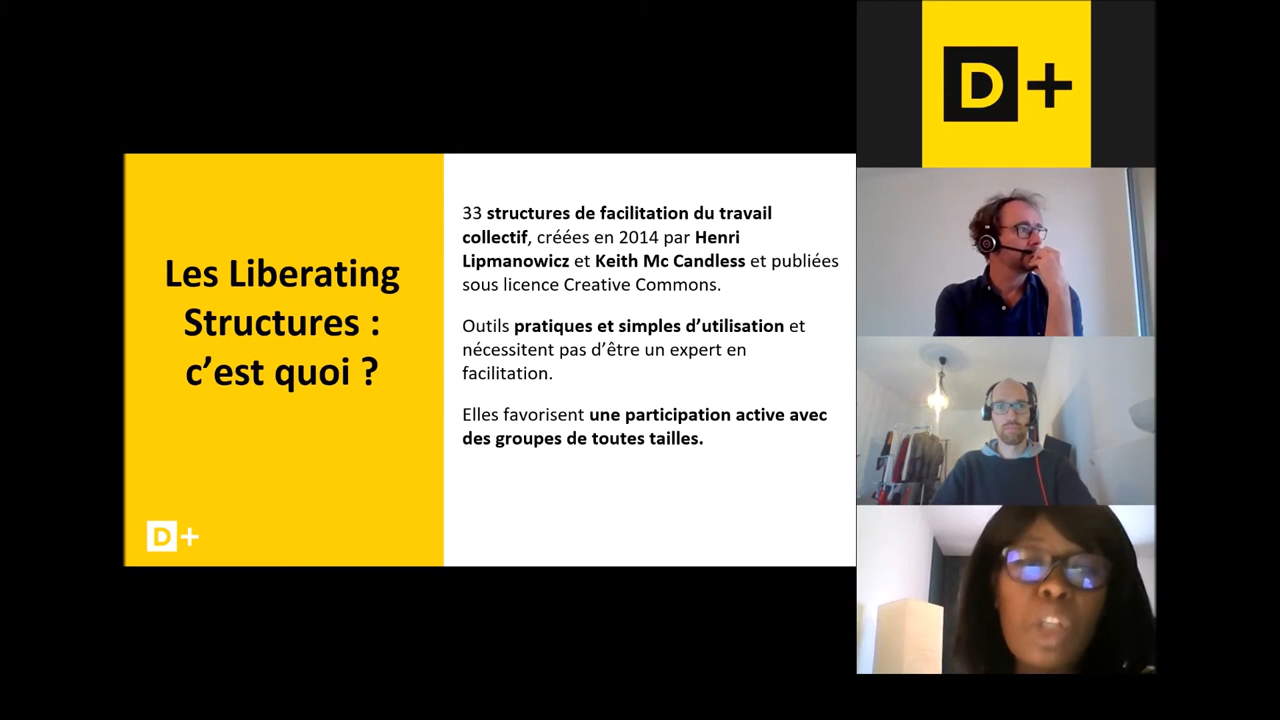 D+
Les Liberating
Structures :
c’est quoi ?
D+
33 structures de facilitation du travail
collectif, créées en 2014 par Henri
Lipmanowicz et Keith Mc Candless et publiées
sous licence Creative Commons.
Outils pratiques et simples d’utilisation et
nécessitent pas d’être un expert en
facilitation.
Elles favorisent une participation active avec
des groupes de toutes tailles.